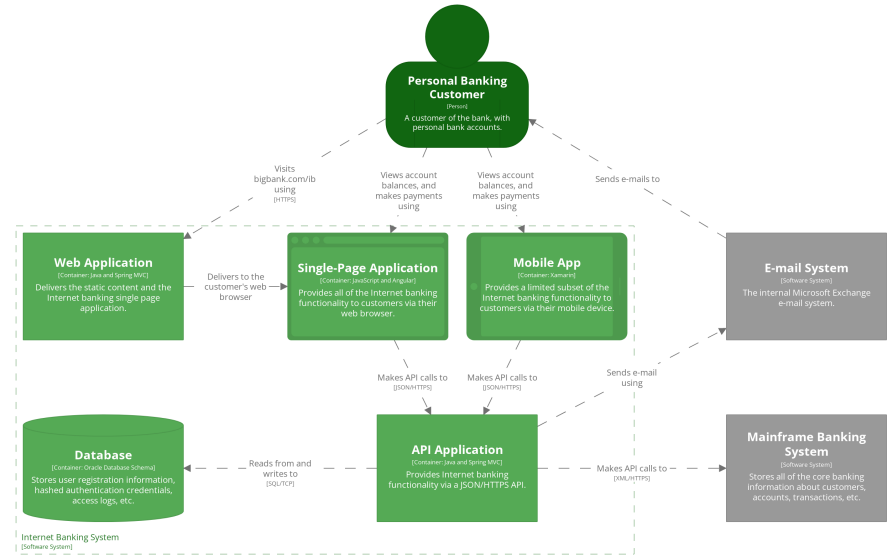 Personal Banking
Customer
[Person]
A customer of the bank, with
personal bank accounts.
Visits
bigbank.com/ib
using
[HTTPS]
Views account
balances, and
makes payments
using
Views account
balances, and
makes payments
using
Sends e-mails to
Web Application
[Container: Java and Spring MVC]
Delivers the static content and the
Internet banking single page
application.
Delivers to the
customer's web
browser
Single-Page Application
[Container: JavaScript and Angular]
Provides all of the Internet banking
functionality to customers via their
web browser.
Mobile App
[Container: Xamarin]
Provides a limited subset of the
Internet banking functionality to
customers via their mobile device.
E-mail System
[Software System]
The internal Microsoft Exchange
e-mail system.
Makes API calls to
[JSON/HTTPS]
Makes API calls to
[JSON/HTTPS]
Sends e-mail
using
Database
[Container: Oracle Database Schema]
Stores user registration information,
hashed authentication credentials,
access logs, etc.
Reads from and
writes to
[SQL/TCP]
API Application
[Container: Java and Spring MVC]
Provides Internet banking
functionality via a JSON/HTTPS API.
Makes API calls to
[XML/HTTPS]
Mainframe Banking
System
[Software System]
Stores all of the core banking
information about customers,
accounts, transactions, etc.
Internet Banking System
[Software System]